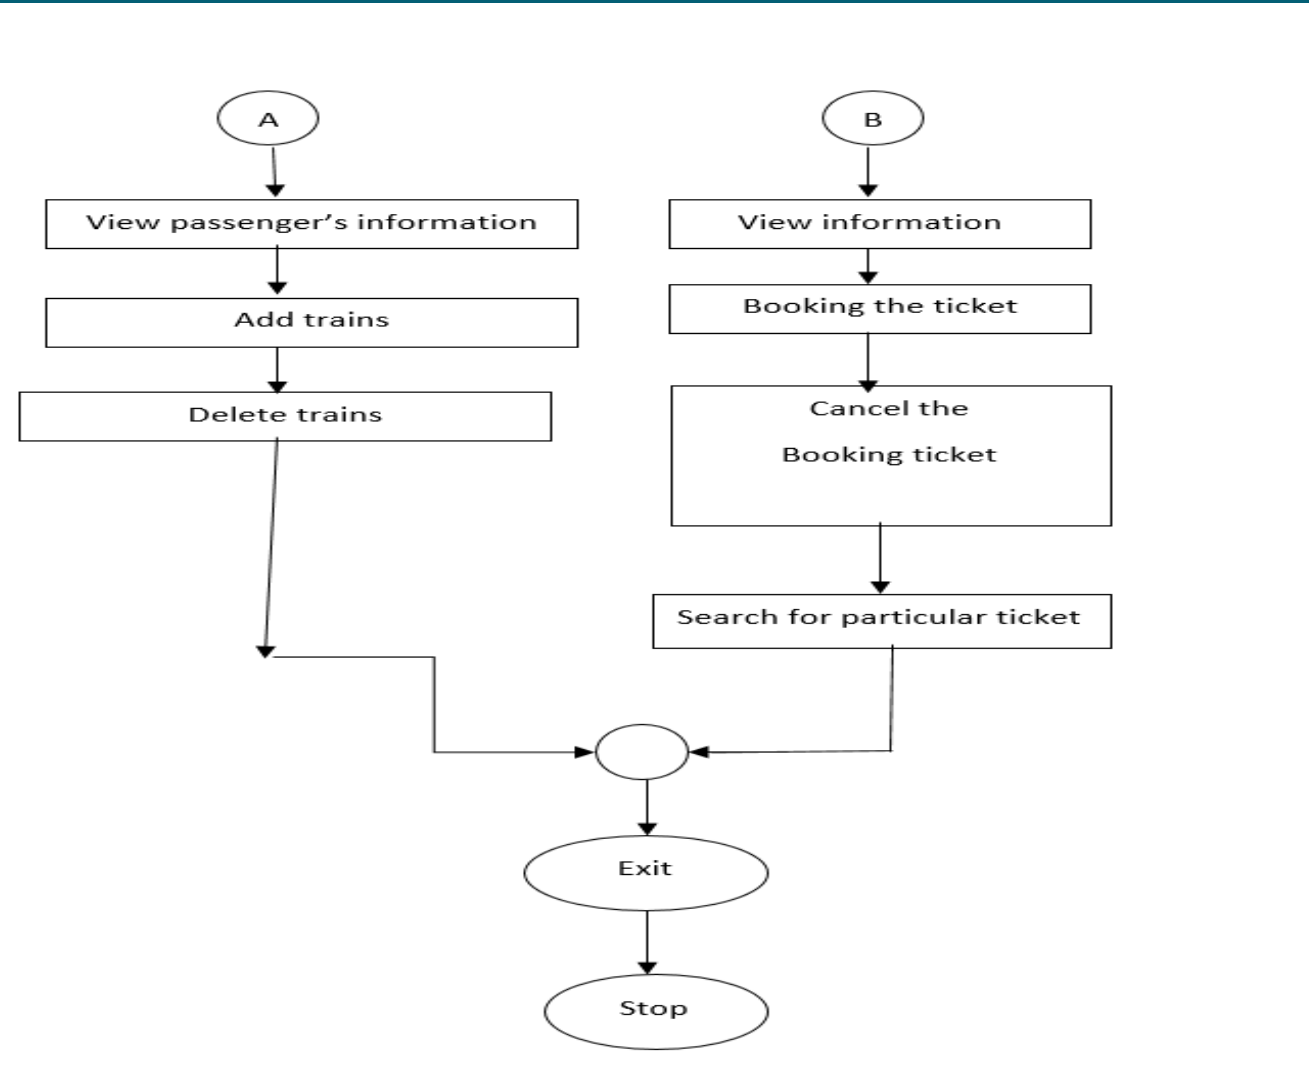 A
View passenger’s information
Add trains
Delete trains
B
View information
Booking the ticket
Cancel the
Booking ticket
Search for particular ticket
Exit
Stop